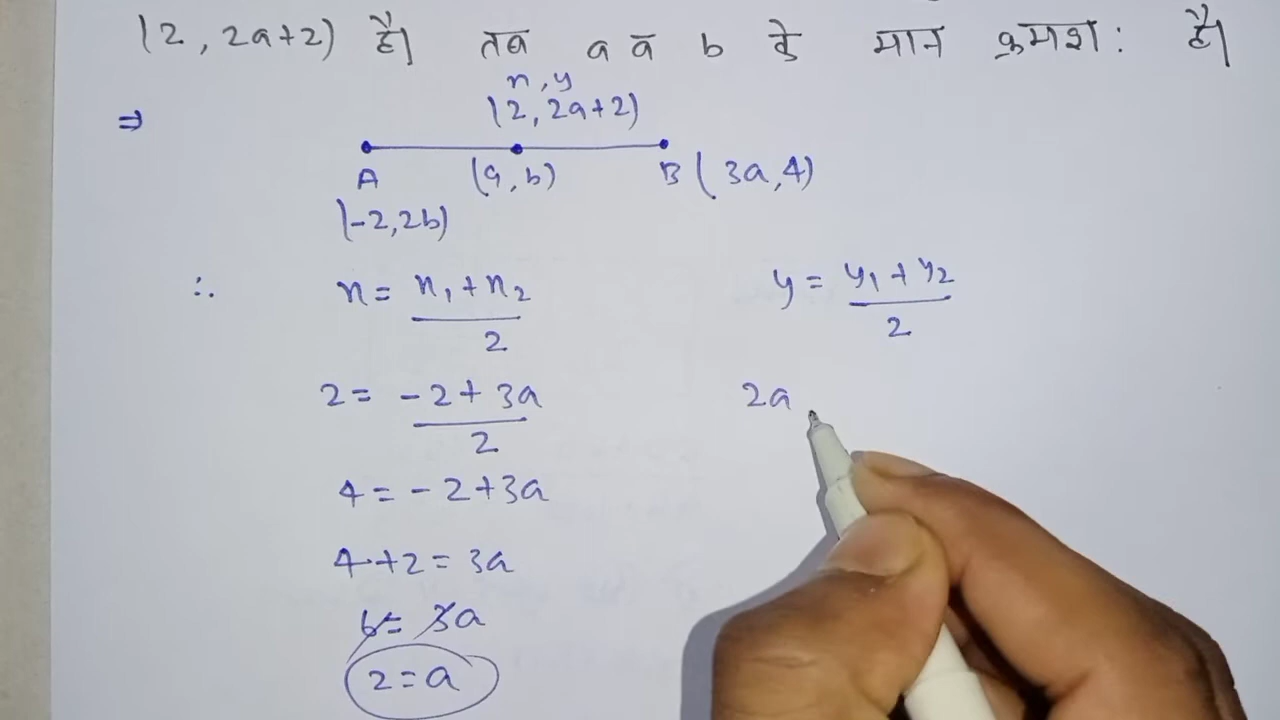 (2, 2a+2) है। तब a व b के मान क्रमश: है।
x, y
⇒ (2, 2a+2)
A (a, b) B (3a, 4)
(-2, 2b)
∴ x = x₁ + x₂ / 2 y = y₁ + y₂ / 2
2 = -2 + 3a / 2 2a
4 = -2 + 3a
4 + 2 = 3a
6 = 3a
2 = a